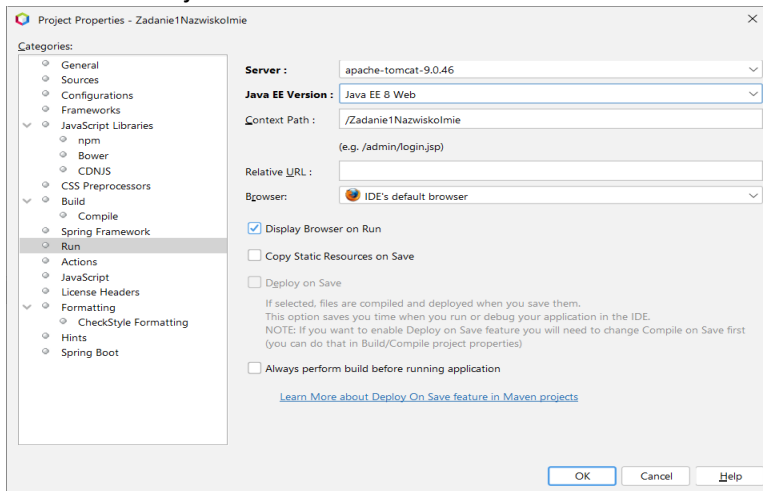 Project Properties - Zadanie1NazwiskoImie
Categories:
General
Sources
Configurations
Frameworks
JavaScript Libraries
npm
Bower
CDNJS
CSS Preprocessors
Build
Compile
Spring Framework
Run
Actions
JavaScript
License Headers
Formatting
CheckStyle Formatting
Hints
Spring Boot
Server : apache-tomcat-9.0.46
Java EE Version : Java EE 8 Web
Context Path : /Zadanie1NazwiskoImie
(e.g. /admin/login.jsp)
Relative URL :
Browser: IDE's default browser
Display Browser on Run
Copy Static Resources on Save
Deploy on Save
If selected, files are compiled and deployed when you save them.
This option saves you time when you run or debug your application in the IDE.
NOTE: If you want to enable Deploy on Save feature you will need to change Compile on Save first
(you can do that in Build/Compile project properties)
Always perform build before running application
Learn More about Deploy On Save feature in Maven projects
OK Cancel Help